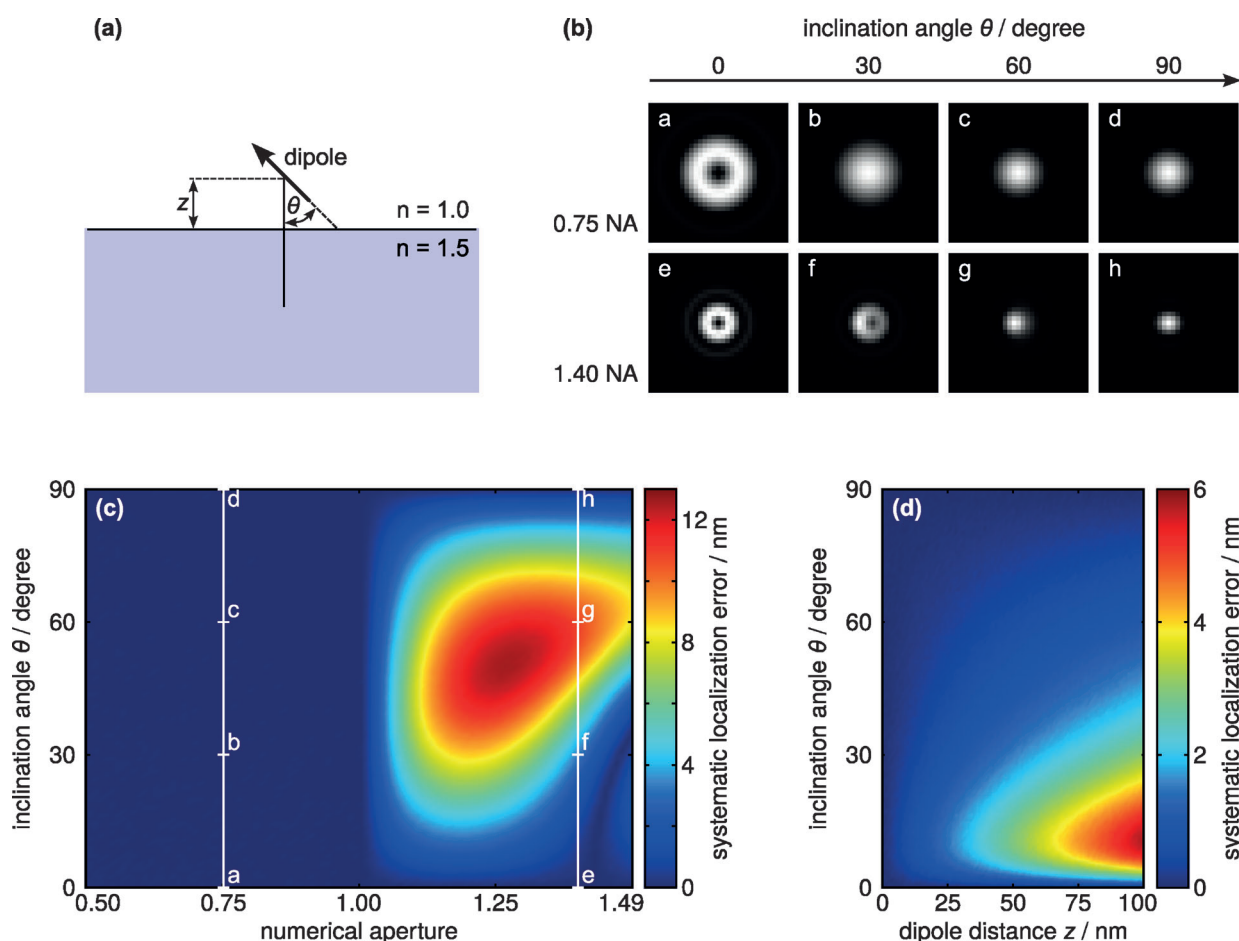 (a)
dipole
z
θ
n = 1.0
n = 1.5
(b)
inclination angle θ / degree
0 30 60 90
a b c d
0.75 NA
e f g h
1.40 NA
(c)
90
60
30
0
inclination angle θ / degree
d
c
b
a
h
g
f
e
0.50 0.75 1.00 1.25 1.49
numerical aperture
12
8
4
0
systematic localization error / nm
(d)
90
60
30
0
inclination angle θ / degree
0 25 50 75 100
dipole distance z / nm
6
4
2
0
systematic localization error / nm